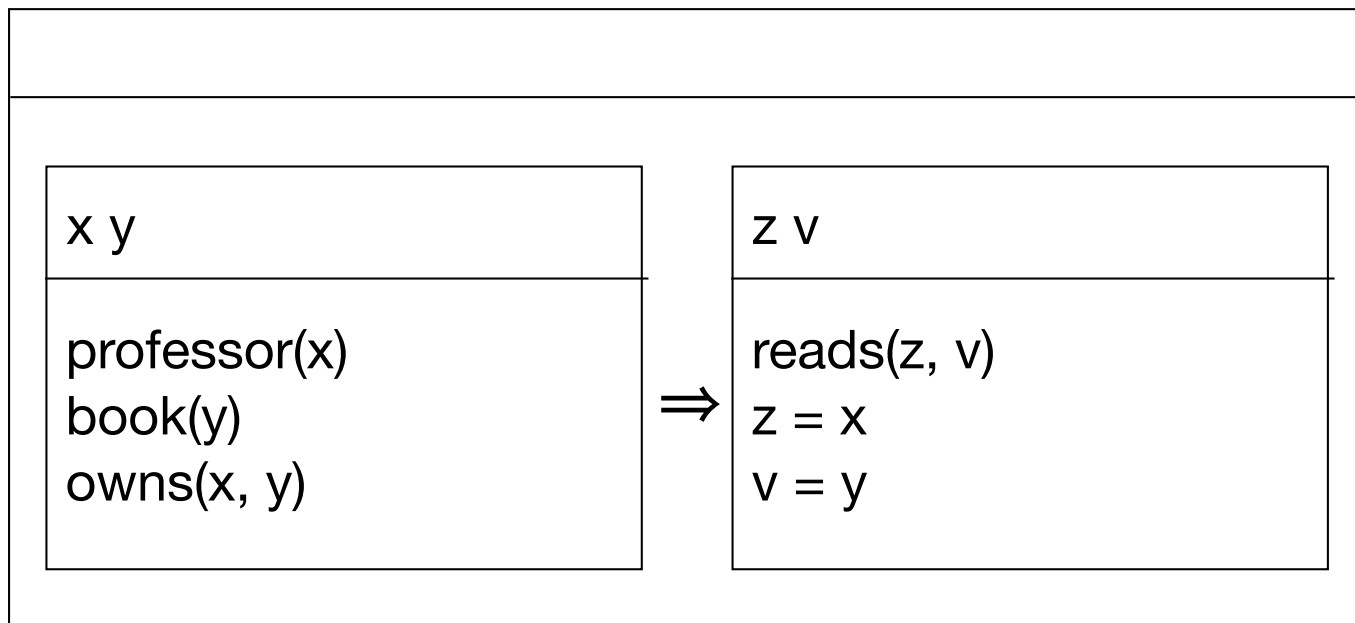 x y
professor(x)
book(y)
owns(x, y)
⇒
z v
reads(z, v)
z = x
v = y